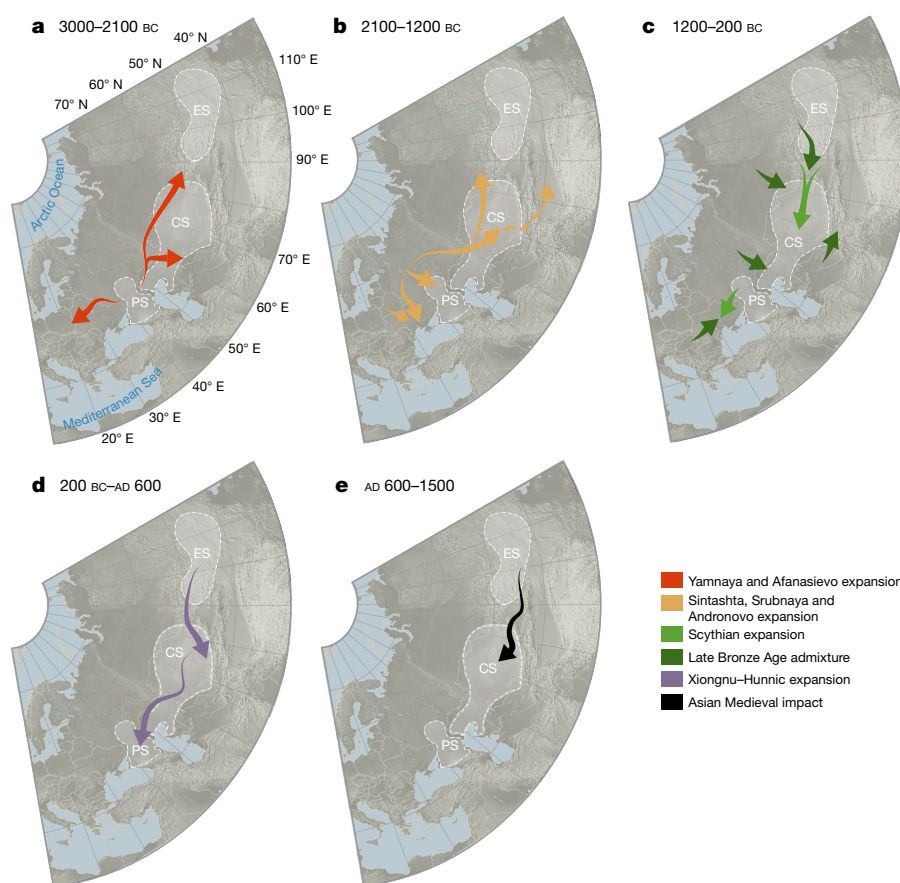 a 3000–2100 BC
40° N
50° N
60° N
70° N
110° E
100° E
90° E
70° E
60° E
50° E
40° E
30° E
20° E
Arctic Ocean
Mediterranean Sea
ES
CS
PS
b 2100–1200 BC
ES
CS
PS
c 1200–200 BC
ES
CS
PS
d 200 BC–AD 600
ES
CS
PS
e AD 600–1500
ES
CS
PS
Yamnaya and Afanasievo expansion
Sintashta, Srubnaya and
Andronovo expansion
Scythian expansion
Late Bronze Age admixture
Xiongnu–Hunnic expansion
Asian Medieval impact